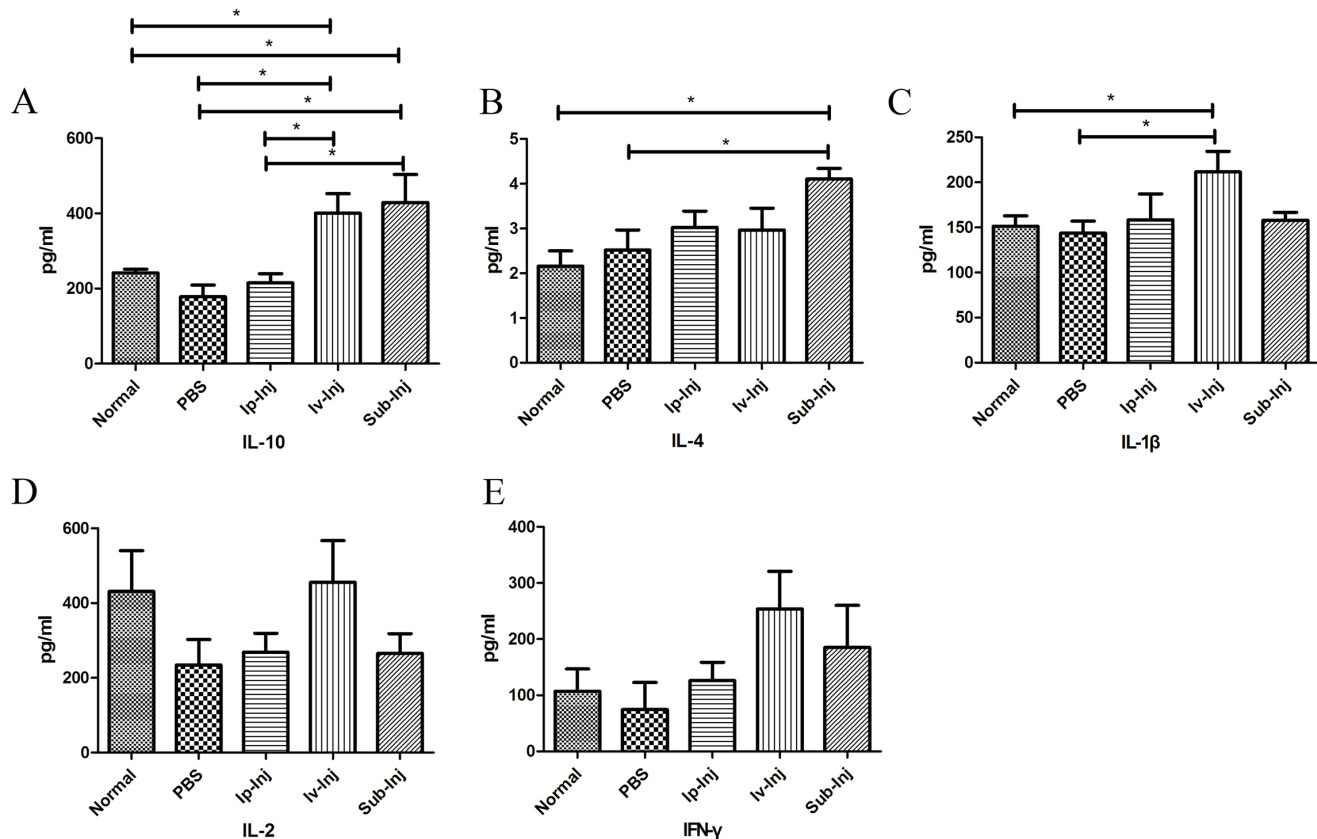 *
*
*
*
*
*
A
600
400
200
0
pg/ml
Normal
PBS
Ip-Inj
Iv-Inj
Sub-Inj
IL-10
B
*
*
5
4
3
2
1
0
pg/ml
Normal
PBS
Ip-Inj
Iv-Inj
Sub-Inj
IL-4
C
*
*
250
200
150
100
50
0
pg/ml
Normal
PBS
Ip-Inj
Iv-Inj
Sub-Inj
IL-1β
D
600
400
200
0
pg/ml
Normal
PBS
Ip-Inj
Iv-Inj
Sub-Inj
IL-2
E
400
300
200
100
0
pg/ml
Normal
PBS
Ip-Inj
Iv-Inj
Sub-Inj
IFN-γ